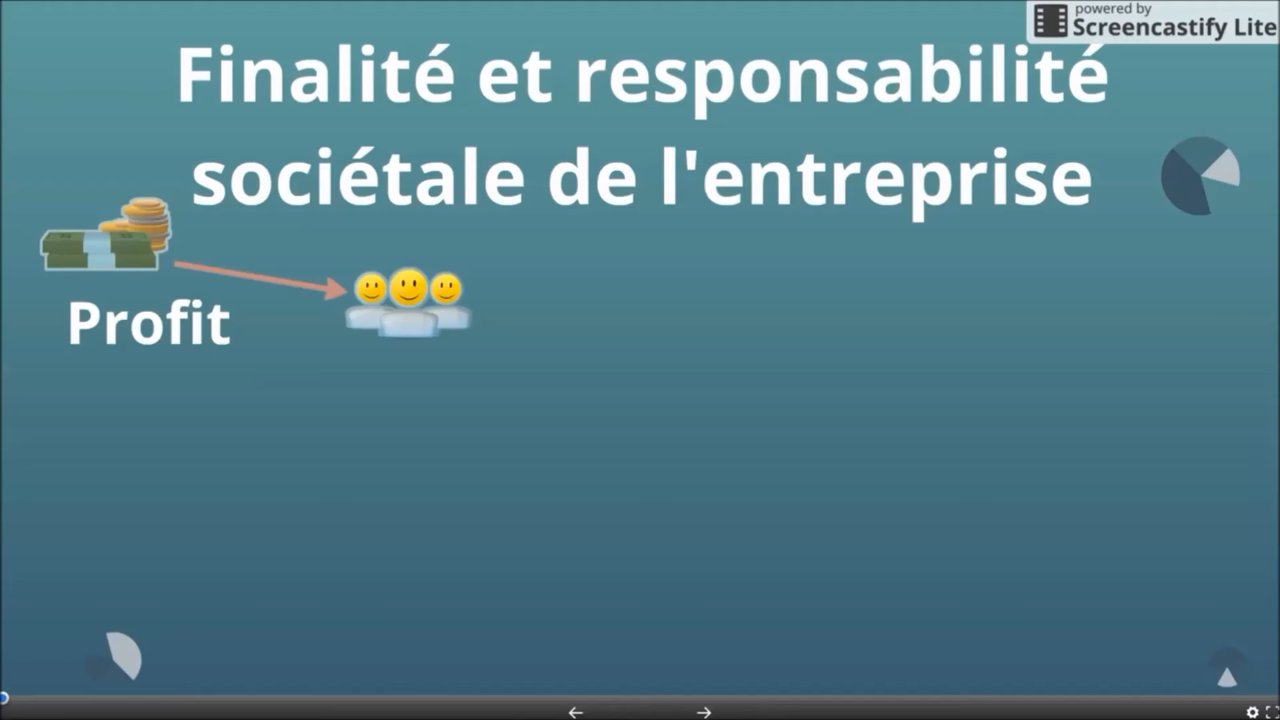 powered by
Screencastify Lite
Finalité et responsabilité
sociétale de l'entreprise
Profit